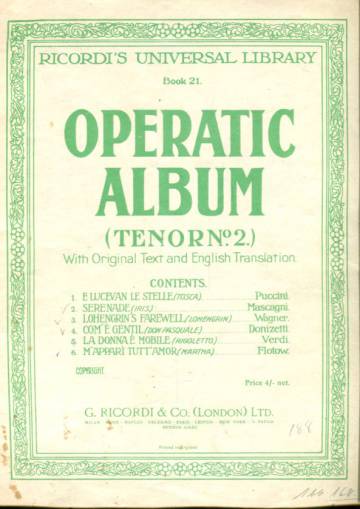 RICORDI'S UNIVERSAL LIBRARY
Book 21.
OPERATIC
ALBUM
(TENOR No. 2.)
With Original Text and English Translation.
CONTENTS.
1. E LUCEVAN LE STELLE (TOSCA) Puccini.
2. SERENADE (IRIS) Mascagni.
3. LOHENGRIN'S FAREWELL (LOHENGRIN) Wagner.
4. COM' È GENTIL (DON PASQUALE) Donizetti.
5. LA DONNA È MOBILE (RIGOLETTO) Verdi.
6. M'APPARI TUTT'AMOR (MARTHA) Flotow.
COPYRIGHT.
Price 4/- net.
G. RICORDI & CO. (LONDON) LTD.
188
160